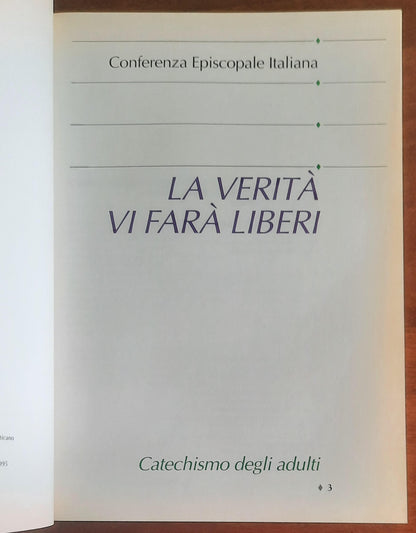 Conferenza Episcopale Italiana
LA VERITÀ
VI FARÀ LIBERI
Catechismo degli adulti
3